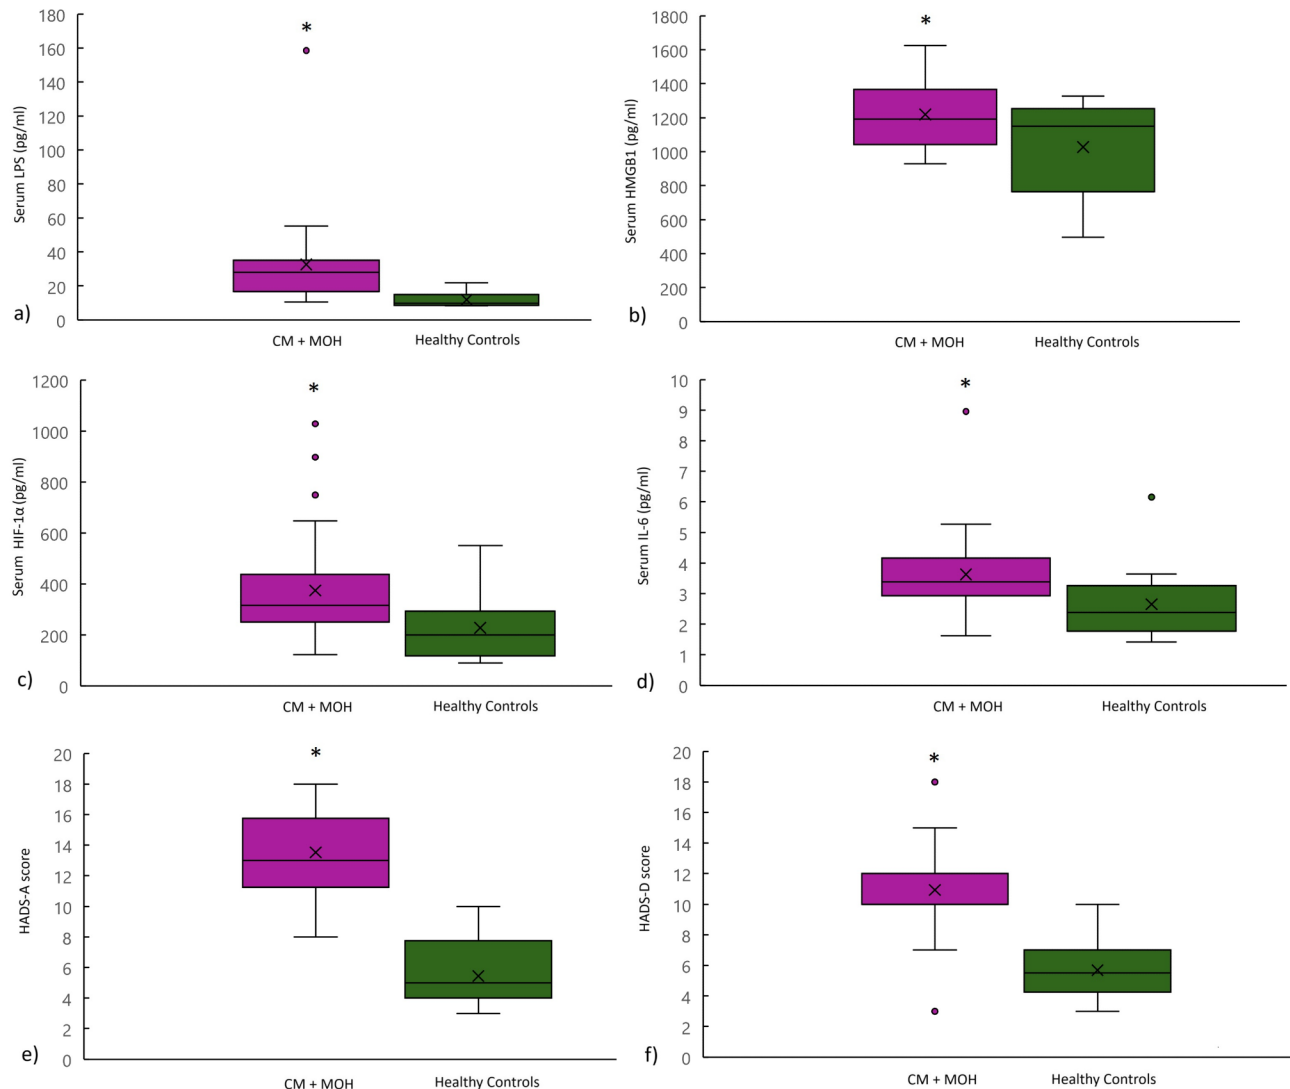 180
160
140
120
100
80
60
40
20
0
Serum LPS (pg/ml)
*
a)
CM + MOH
Healthy Controls
1800
1600
1400
1200
1000
800
600
400
200
0
Serum HMGB1 (pg/ml)
*
b)
CM + MOH
Healthy Controls
1200
1000
800
600
400
200
0
Serum HIF-1α (pg/ml)
*
c)
CM + MOH
Healthy Controls
10
9
8
7
6
5
4
3
2
1
0
Serum IL-6 (pg/ml)
*
d)
CM + MOH
Healthy Controls
20
18
16
14
12
10
8
6
4
2
0
HADS-A score
*
e)
CM + MOH
Healthy Controls
20
18
16
14
12
10
8
6
4
2
0
HADS-D score
*
f)
CM + MOH
Healthy Controls